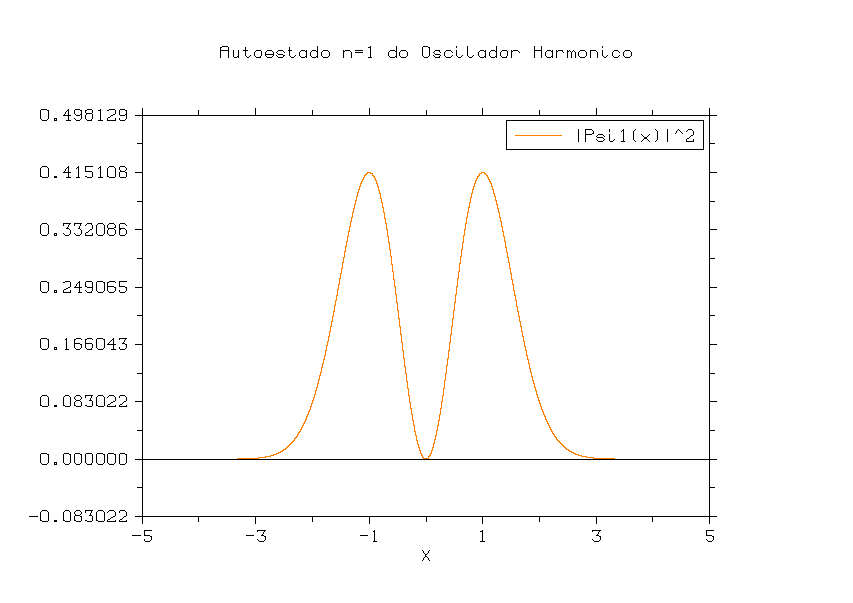 Autoestado n=1 do Oscilador Harmonico
0.498129
|Psi1(x)|^2
0.415108
0.332086
0.249065
0.166043
0.083022
0.000000
-0.083022
-5 -3 -1 1 3 5
X